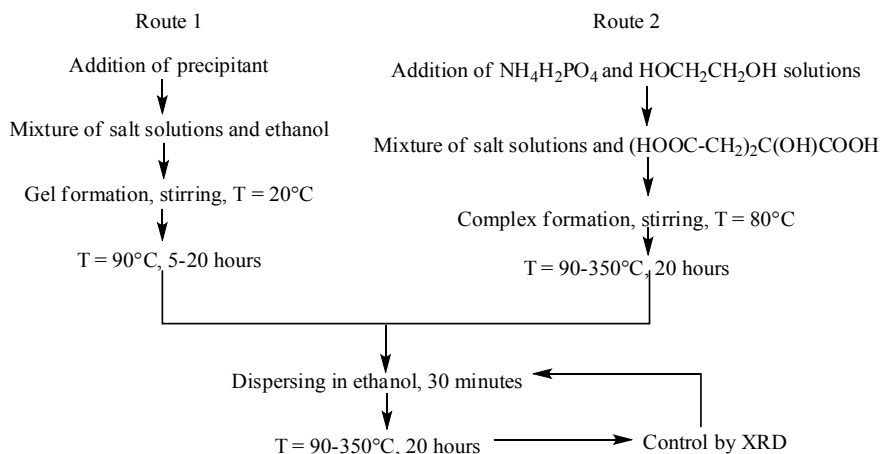 Route 1
Addition of precipitant
Mixture of salt solutions and ethanol
Gel formation, stirring, T = 20°C
T = 90°C, 5-20 hours
Route 2
Addition of NH₄H₂PO₄ and HOCH₂CH₂OH solutions
Mixture of salt solutions and (HOOC-CH₂)₂C(OH)COOH
Complex formation, stirring, T = 80°C
T = 90-350°C, 20 hours
Dispersing in ethanol, 30 minutes
T = 90-350°C, 20 hours
Control by XRD